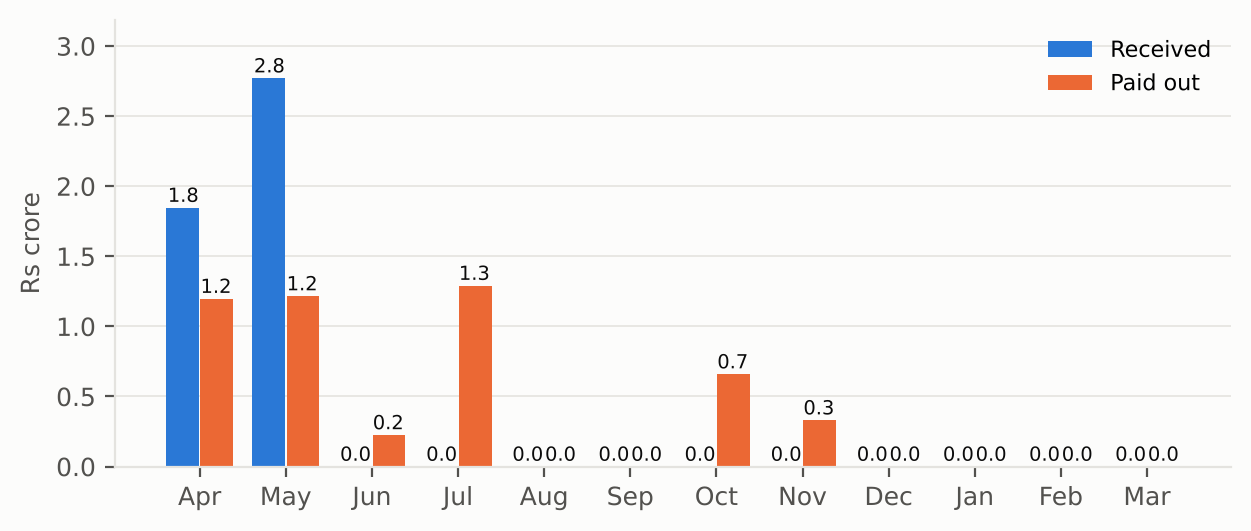 Rs crore
3.0
2.5
2.0
1.5
1.0
0.5
0.0
Received
Paid out
1.8 1.2 2.8 1.2 0.0 0.2 0.0 1.3 0.0 0.0 0.0 0.0 0.0 0.7 0.0 0.3 0.0 0.0 0.0 0.0 0.0 0.0 0.0 0.0
Apr May Jun Jul Aug Sep Oct Nov Dec Jan Feb Mar